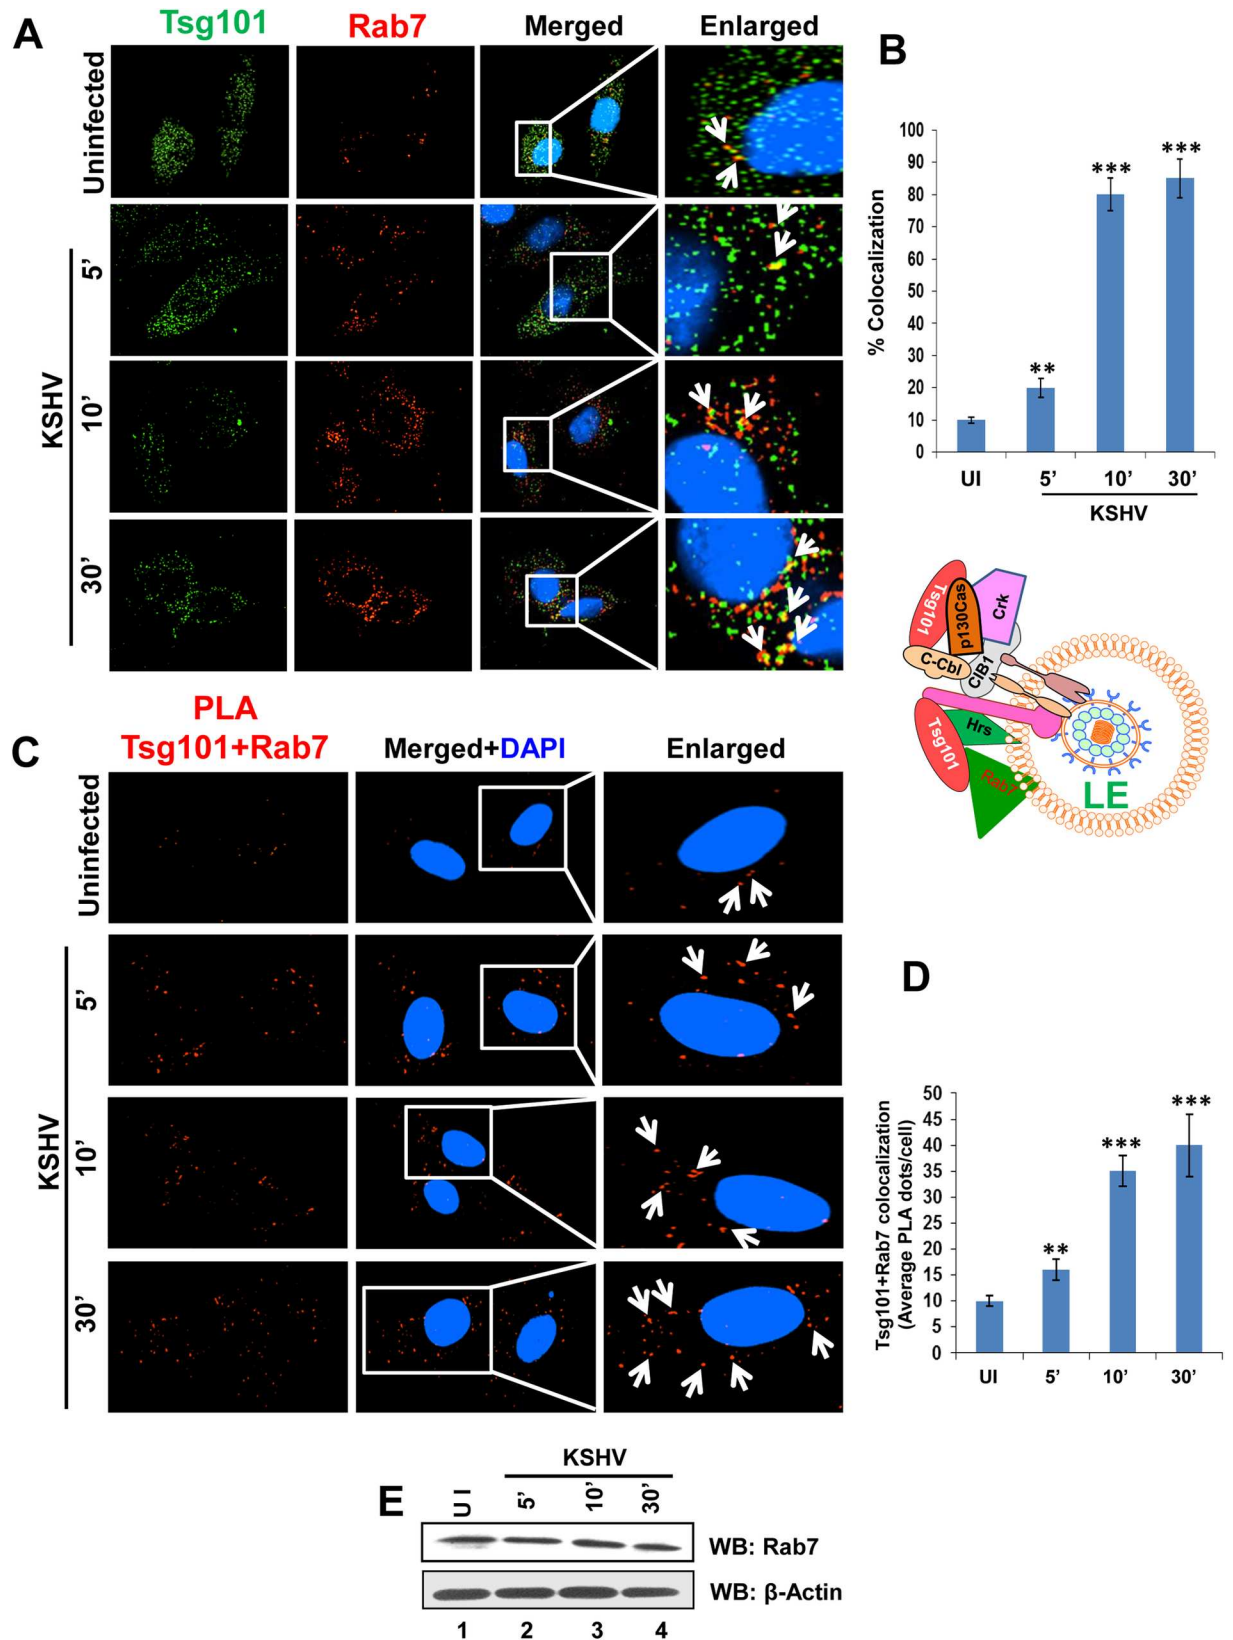 A
Tsg101
Rab7
Merged
Enlarged
Uninfected
KSHV
5’
10’
30’
B
% Colocalization
100
90
80
70
60
50
40
30
20
10
0
**
***
***
UI
5’
10’
30’
KSHV
Tsg101
p130Cas
Crk
C-Cbl
CIB1
Tsg101
Hrs
Rab7
LE
C
PLA
Tsg101+Rab7
Merged+DAPI
Enlarged
Uninfected
KSHV
5’
10’
30’
D
Tsg101+Rab7 colocalization
(Average PLA dots/cell)
50
45
40
35
30
25
20
15
10
5
0
**
***
***
UI
5’
10’
30’
E
KSHV
U I
5’
10’
30’
WB: Rab7
WB: β-Actin
1
2
3
4